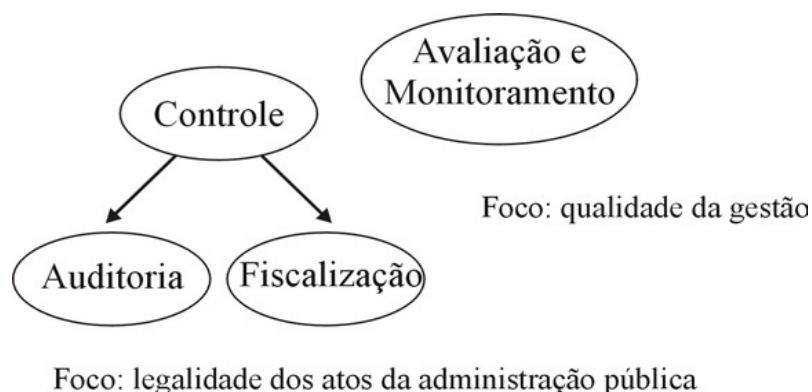 Avaliação e
Monitoramento
Controle
Foco: qualidade da gestão
Auditoria
Fiscalização
Foco: legalidade dos atos da administração pública